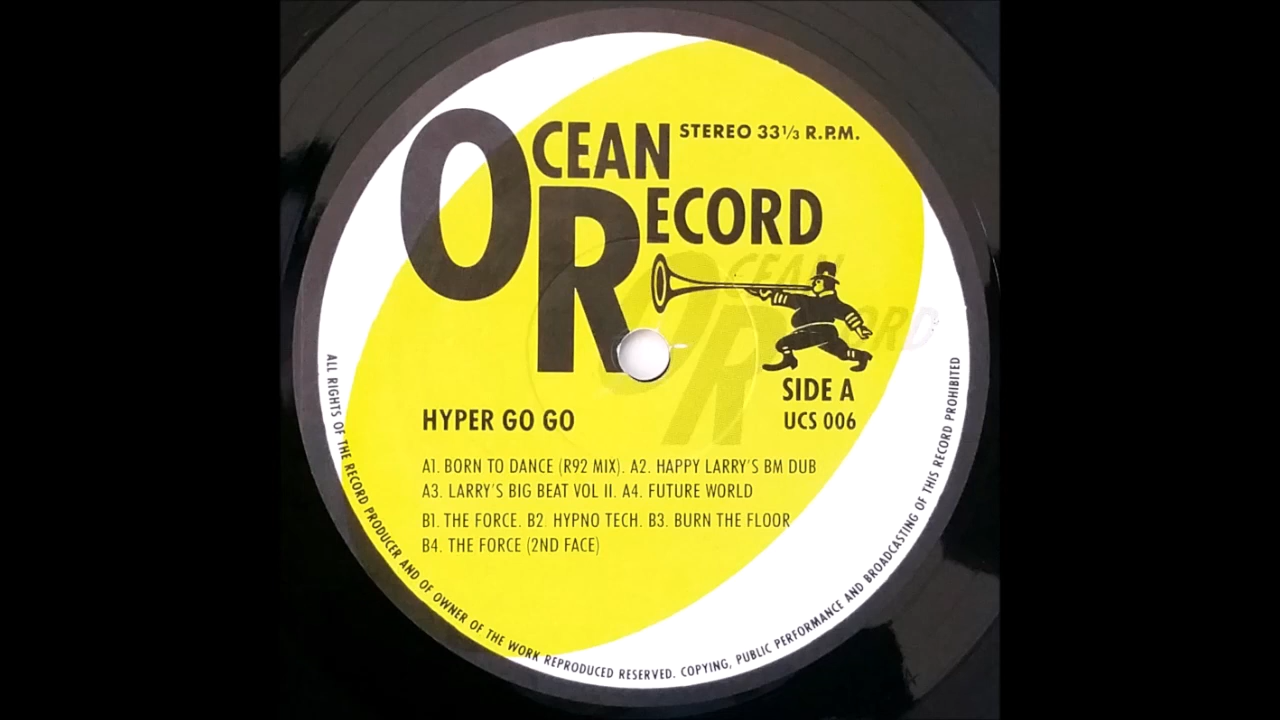 OCEAN
STEREO 33⅓ R.P.M.
RECORD
SIDE A
UCS 006
HYPER GO GO
A1. BORN TO DANCE (R92 MIX). A2. HAPPY LARRY'S BM DUB
A3. LARRY'S BIG BEAT VOL II. A4. FUTURE WORLD
B1. THE FORCE. B2. HYPNO TECH. B3. BURN THE FLOOR
B4. THE FORCE (2ND FACE)
ALL RIGHTS OF THE RECORD PRODUCER AND OF OWNER OF THE WORK REPRODUCED RESERVED. COPYING, PUBLIC PERFORMANCE AND BROADCASTING OF THIS RECORD PROHIBITED
OCEAN
RECORD